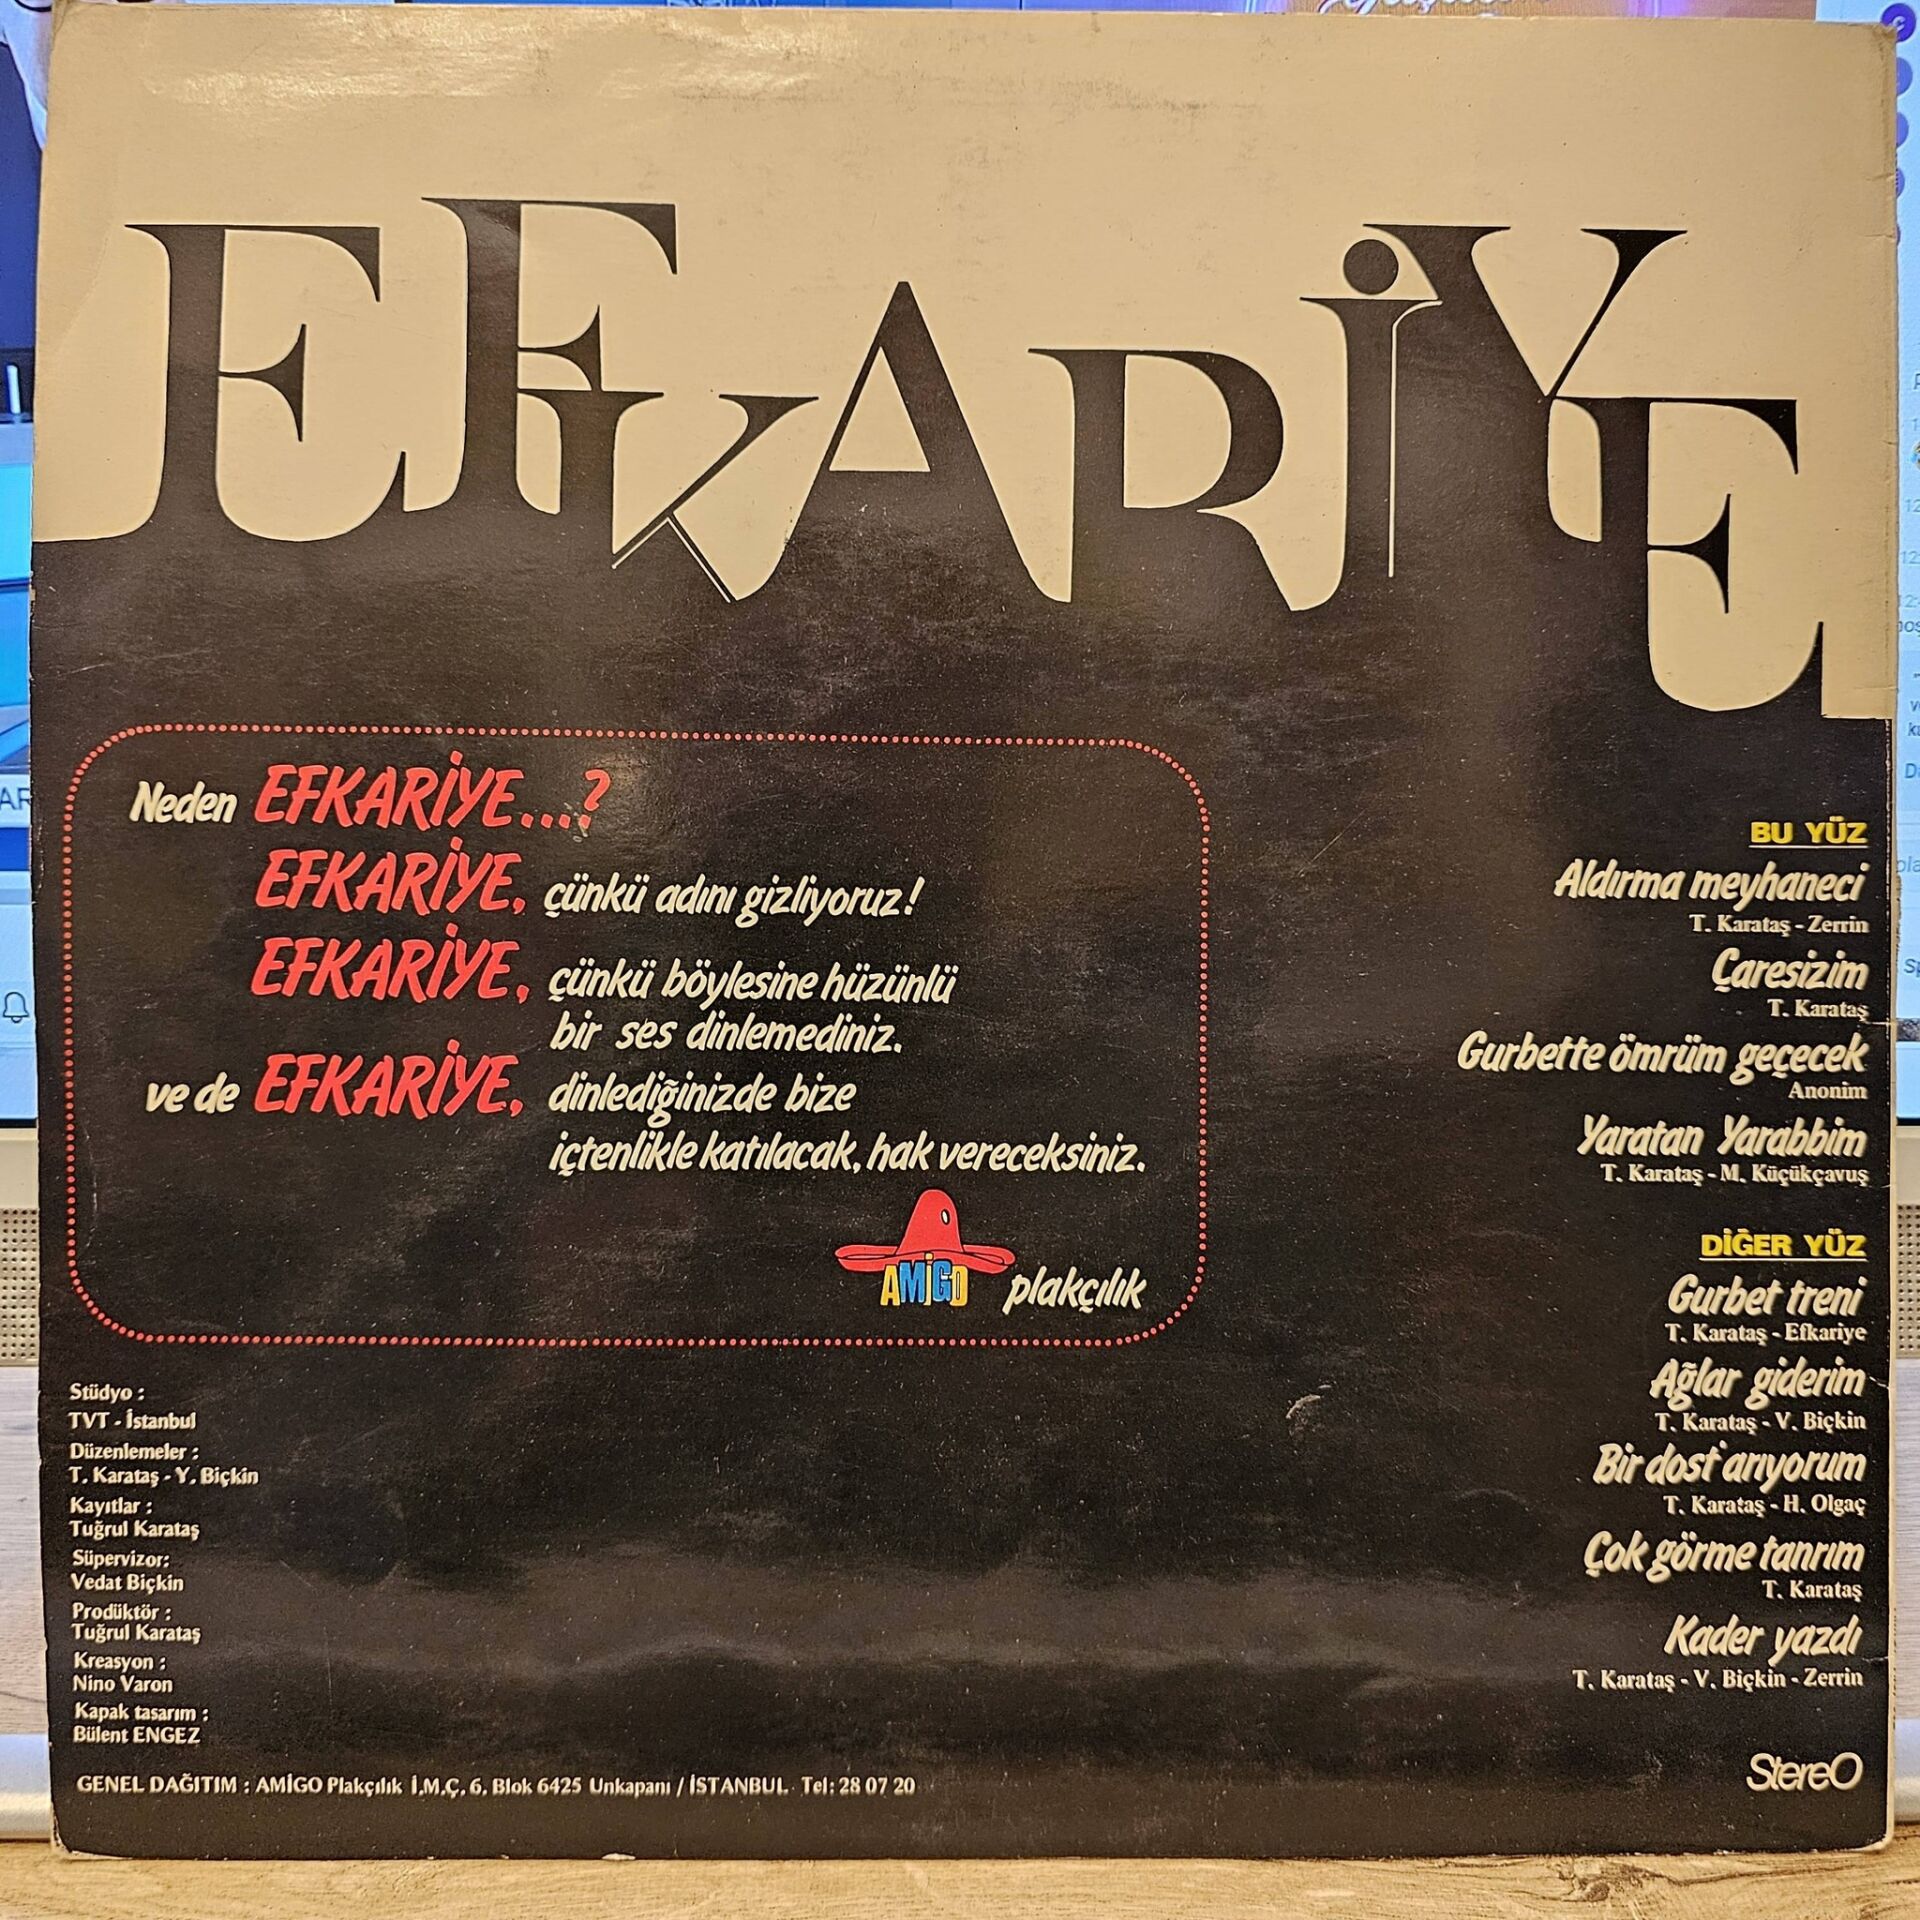 EFKARİYE
Neden EFKARİYE...?
EFKARİYE, çünkü adını gizliyoruz!
EFKARİYE, çünkü böylesine hüzünlü
bir ses dinlemediniz.
ve de EFKARİYE, dinlediğinizde bize
içtenlikle katılacak, hak vereceksiniz.
AMİGO plakçılık
BU YÜZ
Aldırma meyhaneci
T. Karataş - Zerrin
Çaresizim
T. Karataş
Gurbette ömrüm geçecek
Anonim
Yaratan Yarabbim
T. Karataş - M. Küçükçavuş
DİĞER YÜZ
Gurbet treni
T. Karataş - Efkariye
Ağlar giderim
T. Karataş - V. Biçkin
Bir dost arıyorum
T. Karataş - H. Olgaç
Çok görme tanrım
T. Karataş
Kader yazdı
T. Karataş - V. Biçkin - Zerrin
Stüdyo :
TVT - İstanbul
Düzenlemeler :
T. Karataş - Y. Biçkin
Kayıtlar :
Tuğrul Karataş
Süpervizor:
Vedat Biçkin
Prodüktör :
Tuğrul Karataş
Kreasyon :
Nino Varon
Kapak tasarım :
Bülent ENGEZ
GENEL DAĞITIM : AMİGO Plakçılık İ.M.Ç. 6. Blok 6425 Unkapanı / İSTANBUL Tel: 28 07 20
StereO